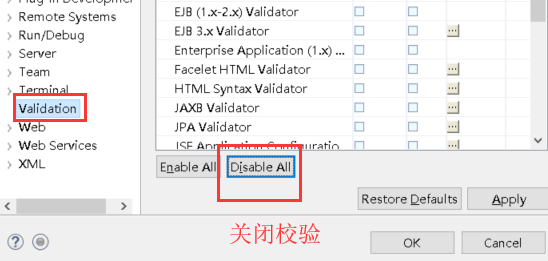 Remote Systems
Run/Debug
Server
Team
Terminal
Validation
Web
Web Services
XML
EJB (1.x-2.x) Validator
EJB 3.x Validator
Enterprise Application (1.x) ...
Facelet HTML Validator
HTML Syntax Validator
JAXB Validator
JPA Validator
JSF Application Configuratio
Enable All
Disable All
Restore Defaults
Apply
关闭校验
OK
Cancel